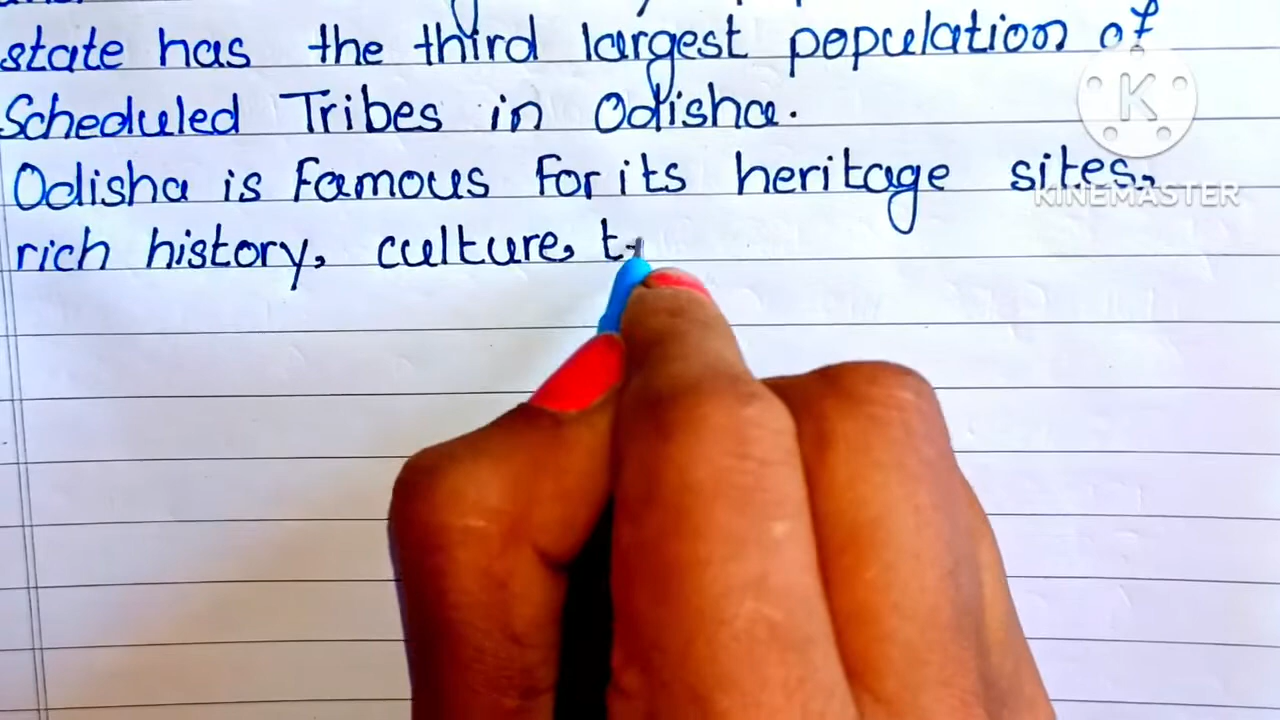 state has the third largest population of
Scheduled Tribes in Odisha.
Odisha is Famous For its heritage sites,
rich history, culture, t
K
KINEMASTER